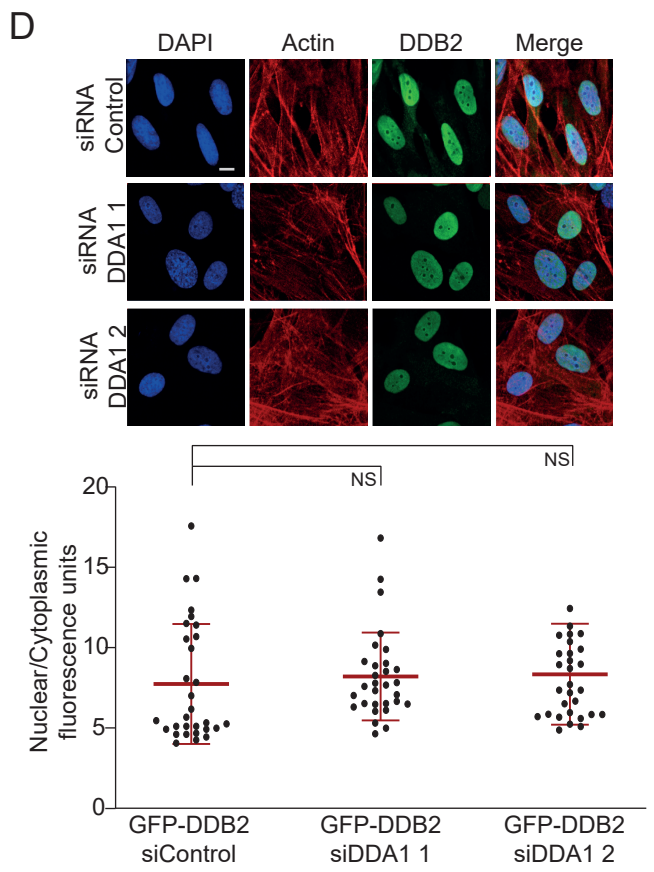 D
DAPI Actin DDB2 Merge
siRNA
Control
siRNA
DDA1 1
siRNA
DDA1 2
NS
NS
20
15
10
5
0
Nuclear/Cytoplasmic
fluorescence units
GFP-DDB2 GFP-DDB2 GFP-DDB2
siControl siDDA1 1 siDDA1 2